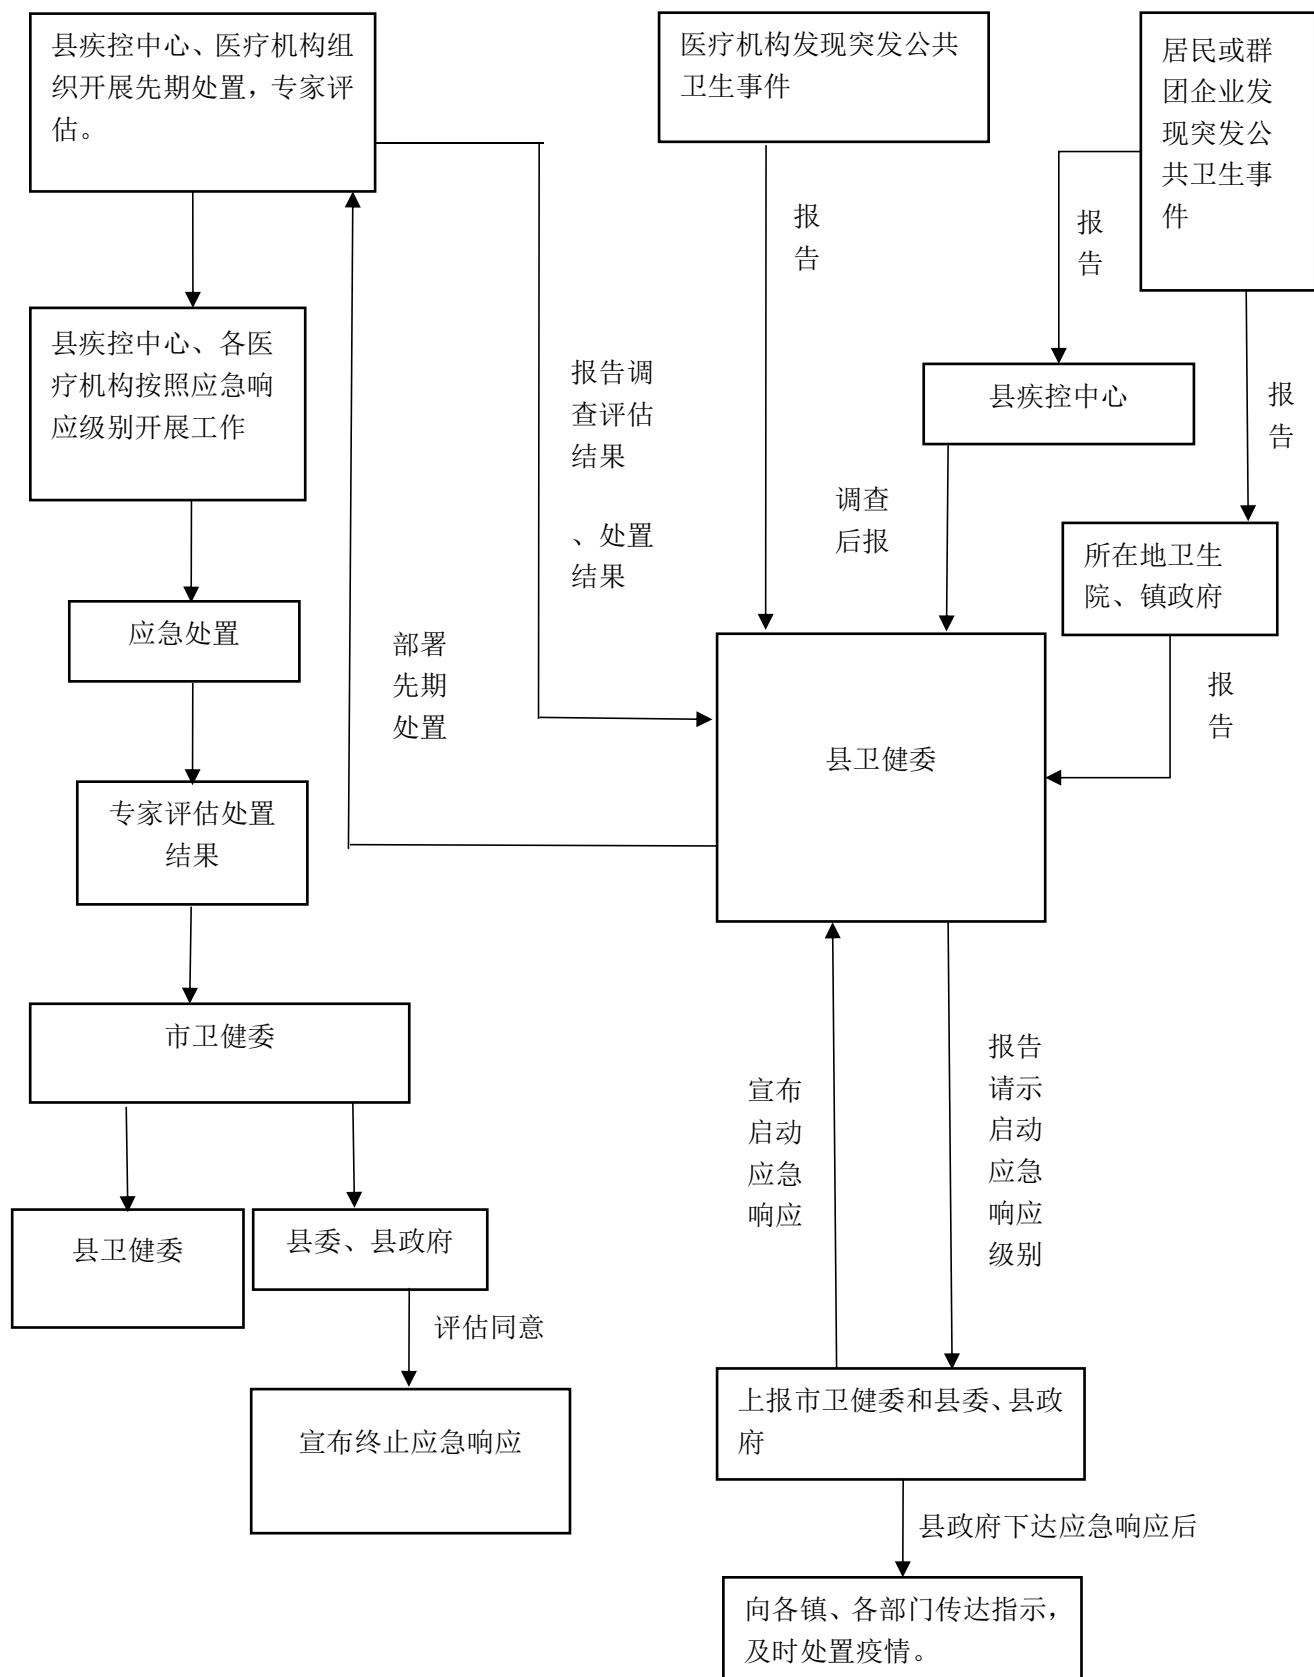 县疾控中心、医疗机构组
织开展先期处置，专家评
估。
医疗机构发现突发公共
卫生事件
居民或群
团企业发
现突发公
共卫生事
件
报
告
报
告
县疾控中心、各医
疗机构按照应急响
应级别开展工作
报告调
查评估
结果
、处置
结果
县疾控中心
报
告
调查
后报
所在地卫生
院、镇政府
应急处置
部署
先期
处置
报
告
县卫健委
专家评估处置
结果
市卫健委
宣布
启动
应急
响应
报告
请示
启动
应急
响应
级别
县卫健委
县委、县政府
评估同意
宣布终止应急响应
上报市卫健委和县委、县政
府
县政府下达应急响应后
向各镇、各部门传达指示，
及时处置疫情。